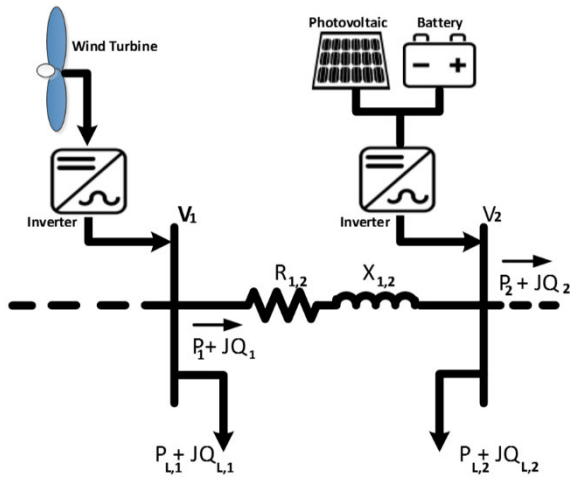 Photovoltaic Battery
Wind Turbine
− +
Inverter Inverter
V1 V2
R1,2 X1,2
P2 + JQ2
P1 + JQ1
PL,1 + JQL,1 PL,2 + JQL,2